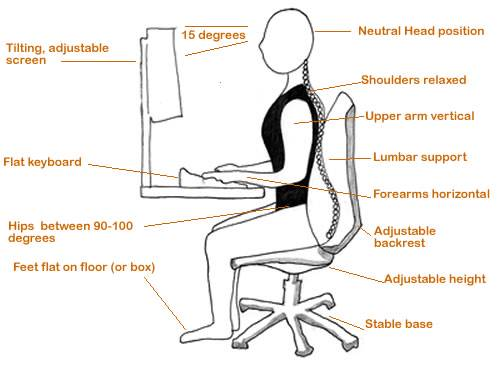 15 degrees
Neutral Head position
Tilting, adjustable
screen
Shoulders relaxed
Upper arm vertical
Flat keyboard
Lumbar support
Forearms horizontal
Hips between 90-100
degrees
Adjustable
backrest
Feet flat on floor (or box)
Adjustable height
Stable base